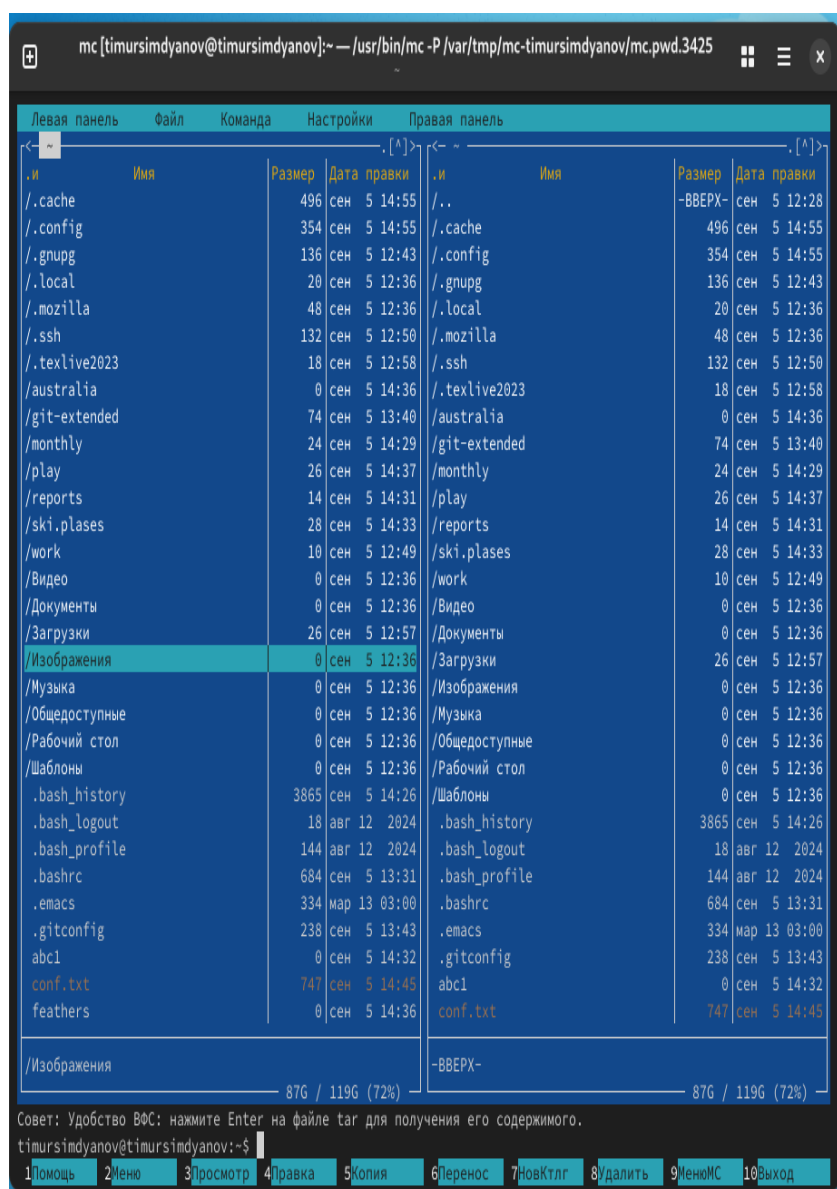 mc [timursimdyanov@timursimdyanov]:~ — /usr/bin/mc -P /var/tmp/mc-timursimdyanov/mc.pwd.3425
~
Левая панель Файл Команда Настройки Правая панель
<— ~ .[^]> <— ~ .[^]>
.и Имя Размер Дата правки .и Имя Размер Дата правки
/.cache 496 сен 5 14:55 /.. -ВВЕРХ- сен 5 12:28
/.config 354 сен 5 14:55 /.cache 496 сен 5 14:55
/.gnupg 136 сен 5 12:43 /.config 354 сен 5 14:55
/.local 20 сен 5 12:36 /.gnupg 136 сен 5 12:43
/.mozilla 48 сен 5 12:36 /.local 20 сен 5 12:36
/.ssh 132 сен 5 12:50 /.mozilla 48 сен 5 12:36
/.texlive2023 18 сен 5 12:58 /.ssh 132 сен 5 12:50
/australia 0 сен 5 14:36 /.texlive2023 18 сен 5 12:58
/git-extended 74 сен 5 13:40 /australia 0 сен 5 14:36
/monthly 24 сен 5 14:29 /git-extended 74 сен 5 13:40
/play 26 сен 5 14:37 /monthly 24 сен 5 14:29
/reports 14 сен 5 14:31 /play 26 сен 5 14:37
/ski.plases 28 сен 5 14:33 /reports 14 сен 5 14:31
/work 10 сен 5 12:49 /ski.plases 28 сен 5 14:33
/Видео 0 сен 5 12:36 /work 10 сен 5 12:49
/Документы 0 сен 5 12:36 /Видео 0 сен 5 12:36
/Загрузки 26 сен 5 12:57 /Документы 0 сен 5 12:36
/Изображения 0 сен 5 12:36 /Загрузки 26 сен 5 12:57
/Музыка 0 сен 5 12:36 /Изображения 0 сен 5 12:36
/Общедоступные 0 сен 5 12:36 /Музыка 0 сен 5 12:36
/Рабочий стол 0 сен 5 12:36 /Общедоступные 0 сен 5 12:36
/Шаблоны 0 сен 5 12:36 /Рабочий стол 0 сен 5 12:36
.bash_history 3865 сен 5 14:26 /Шаблоны 0 сен 5 12:36
.bash_logout 18 авг 12 2024 .bash_history 3865 сен 5 14:26
.bash_profile 144 авг 12 2024 .bash_logout 18 авг 12 2024
.bashrc 684 сен 5 13:31 .bash_profile 144 авг 12 2024
.emacs 334 мар 13 03:00 .bashrc 684 сен 5 13:31
.gitconfig 238 сен 5 13:43 .emacs 334 мар 13 03:00
abc1 0 сен 5 14:32 .gitconfig 238 сен 5 13:43
conf.txt 747 сен 5 14:45 abc1 0 сен 5 14:32
feathers 0 сен 5 14:36 conf.txt 747 сен 5 14:45
/Изображения -ВВЕРХ-
87G / 119G (72%) 87G / 119G (72%)
Совет: Удобство ВФС: нажмите Enter на файле tar для получения его содержимого.
timursimdyanov@timursimdyanov:~$
1Помощь 2Меню 3Просмотр 4Правка 5Копия 6Перенос 7НовКтлг 8Удалить 9МенюMC 10Выход